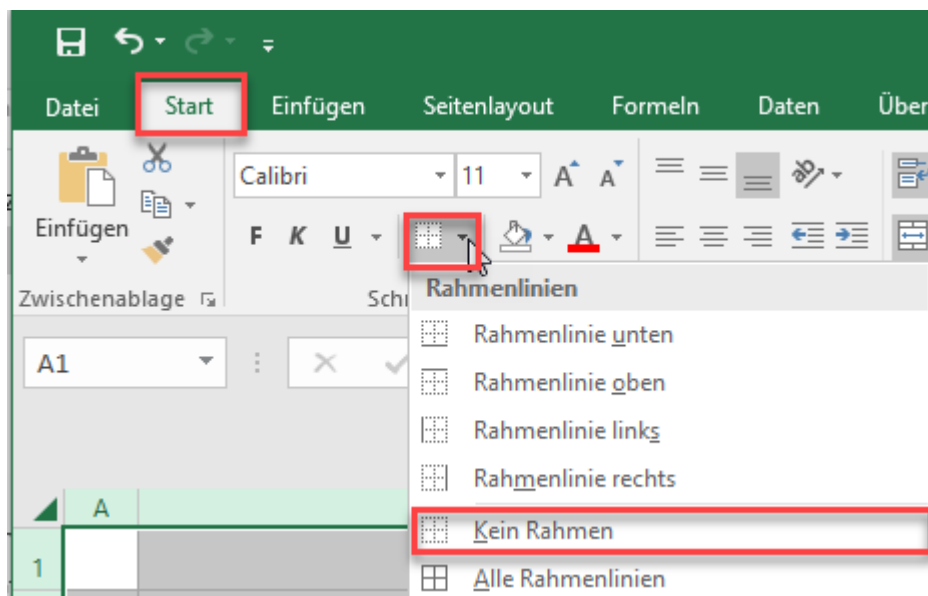 Datei Start Einfügen Seitenlayout Formeln Daten Über
Calibri 11
Einfügen
F K U A
Zwischenablage Sch
Rahmenlinien
Rahmenlinie unten
A1
Rahmenlinie oben
Rahmenlinie links
Rahmenlinie rechts
A
Kein Rahmen
1
Alle Rahmenlinien